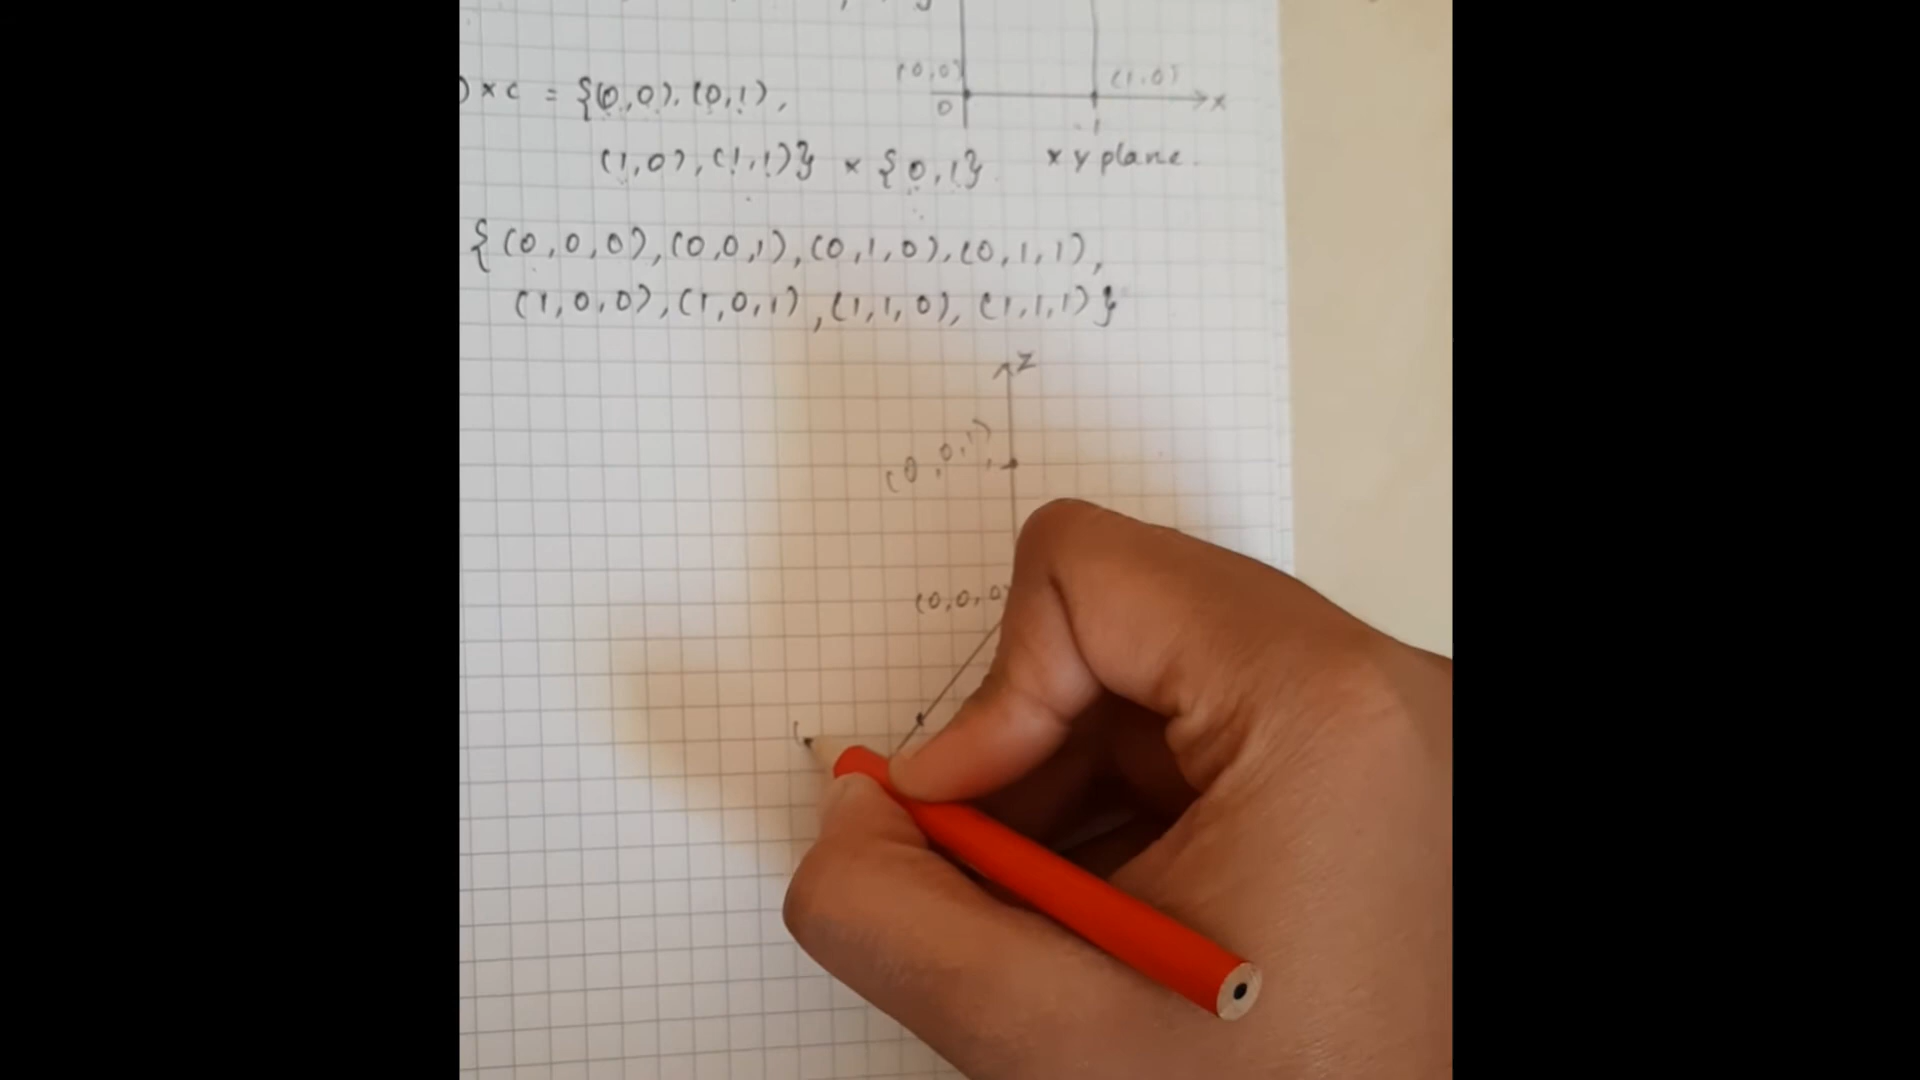 (0,0)
(1,0)
) × C = {(0,0), (0,1),
0
x
1
(1,0), (1,1)} × {0,1}
xy plane.
{(0,0,0), (0,0,1), (0,1,0), (0,1,1),
(1,0,0), (1,0,1), (1,1,0), (1,1,1)}
z
(0,0,1)
(0,0,0)
(